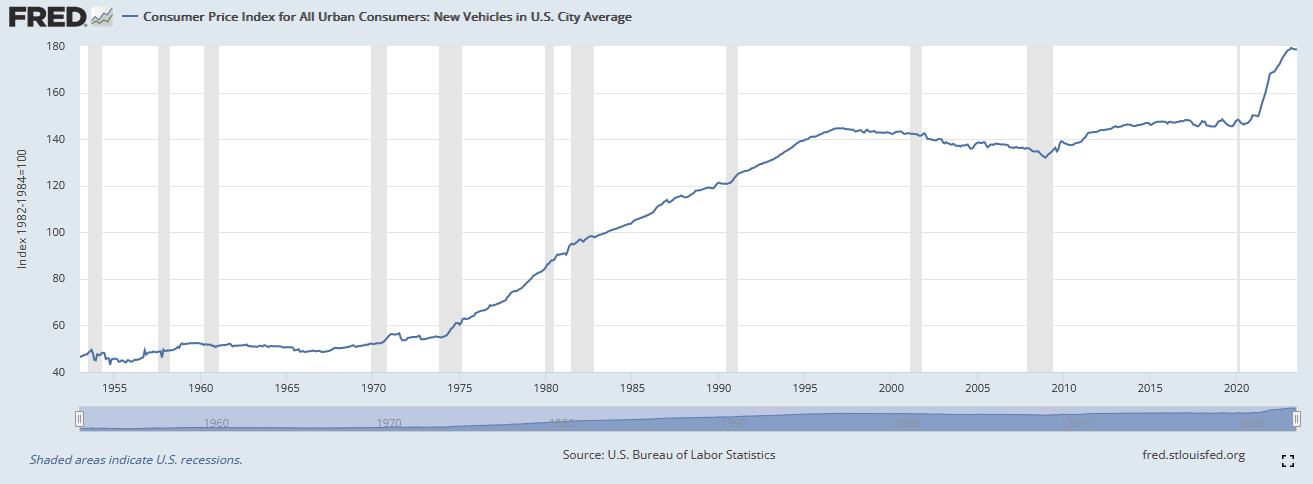 FRED
Consumer Price Index for All Urban Consumers: New Vehicles in U.S. City Average
Index 1982-1984=100
180
160
140
120
100
80
60
40
1955 1960 1965 1970 1975 1980 1985 1990 1995 2000 2005 2010 2015 2020
1960 1970 1980 1990 2000 2010 2020
Shaded areas indicate U.S. recessions.
Source: U.S. Bureau of Labor Statistics
fred.stlouisfed.org